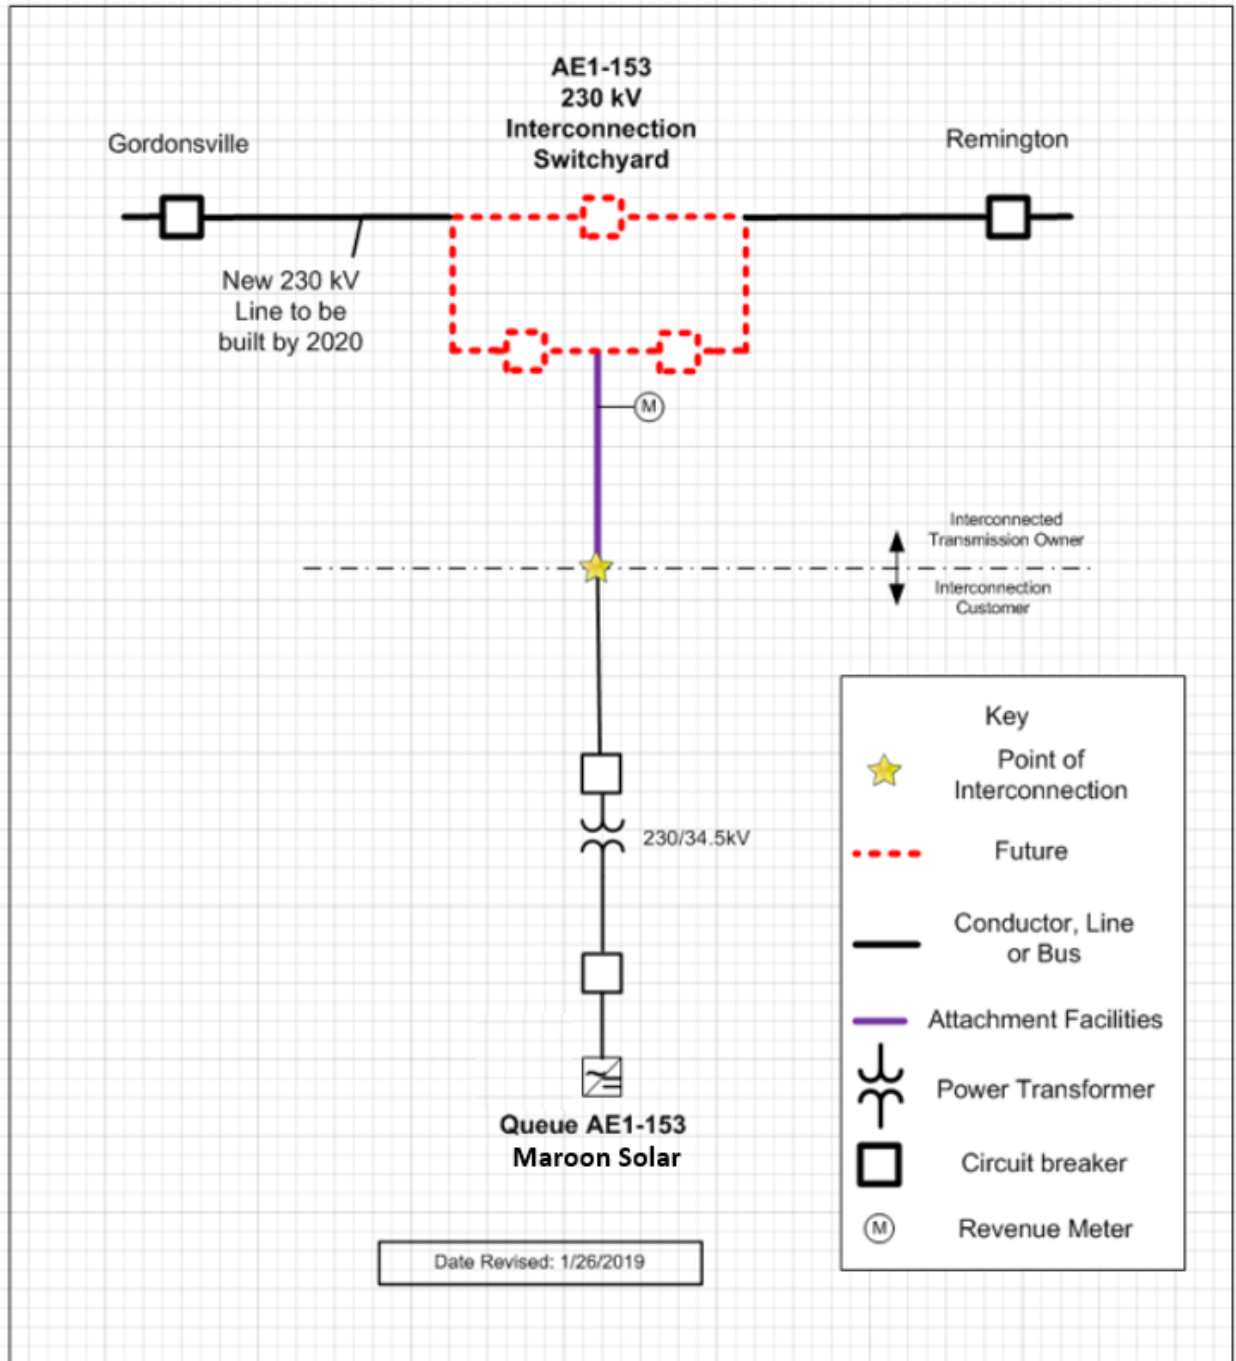 AE1-153
230 kV
Interconnection
Switchyard
Gordonsville
Remington
New 230 kV
Line to be
built by 2020
M
Interconnected
Transmission Owner
Interconnection
Customer
230/34.5kV
Queue AE1-153
Maroon Solar
Date Revised: 1/26/2019
Key
Point of
Interconnection
Future
Conductor, Line
or Bus
Attachment Facilities
Power Transformer
Circuit breaker
M
Revenue Meter